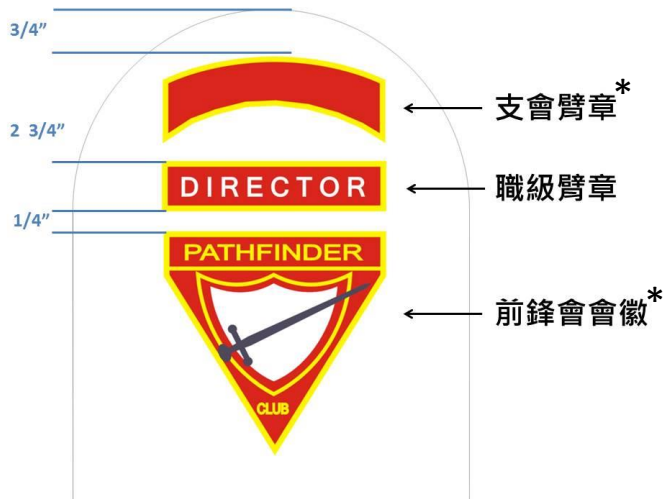 3/4”
支會臂章*
2 3/4”
DIRECTOR
職級臂章
1/4”
PATHFINDER
前鋒會會徽*
CLUB